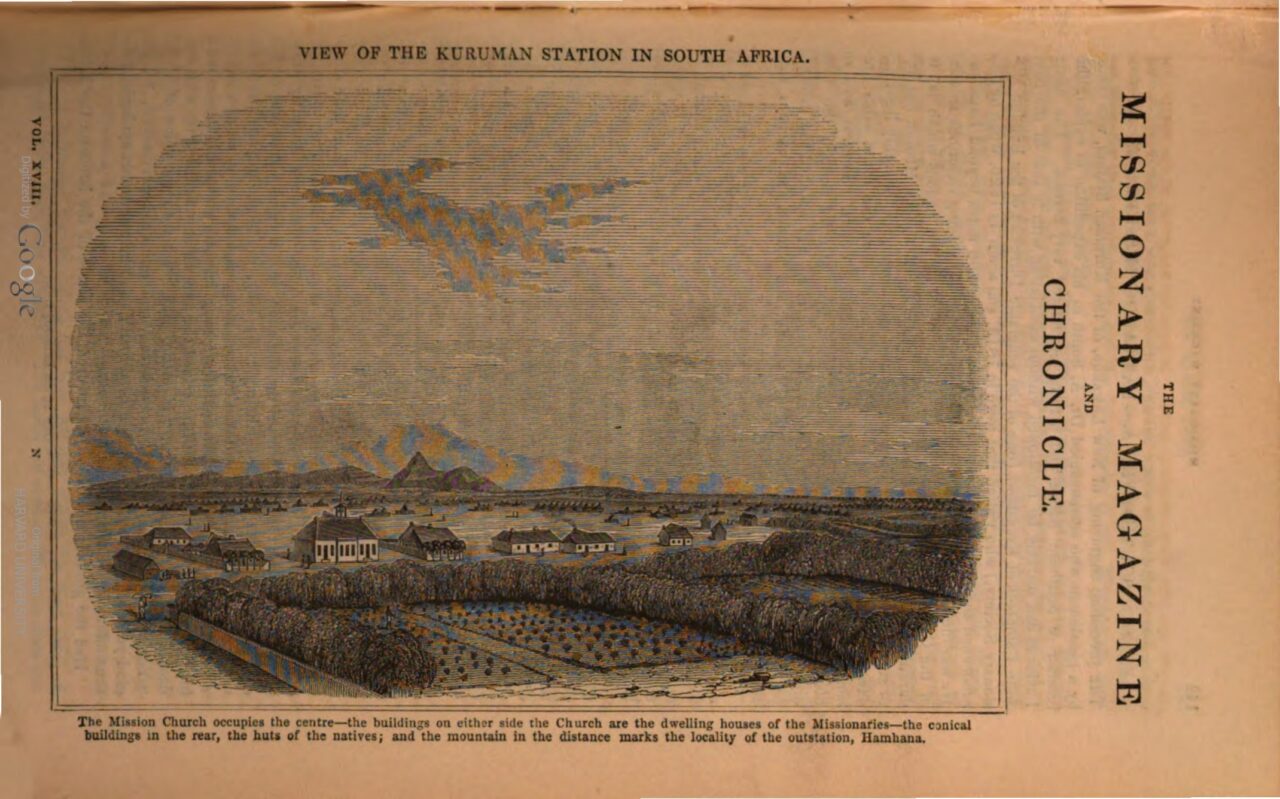 THE
MISSIONARY MAGAZINE
AND
CHRONICLE.
VIEW OF THE KURUMAN STATION IN SOUTH AFRICA.
The Mission Church occupies the centre—the buildings on either side the Church are the dwelling houses of the Missionaries—the conical
buildings in the rear, the huts of the natives; and the mountain in the distance marks the locality of the outstation, Hamhana.
VOL. XVIII.
N
Digitized by Google
Original from
HARVARD UNIVERSITY